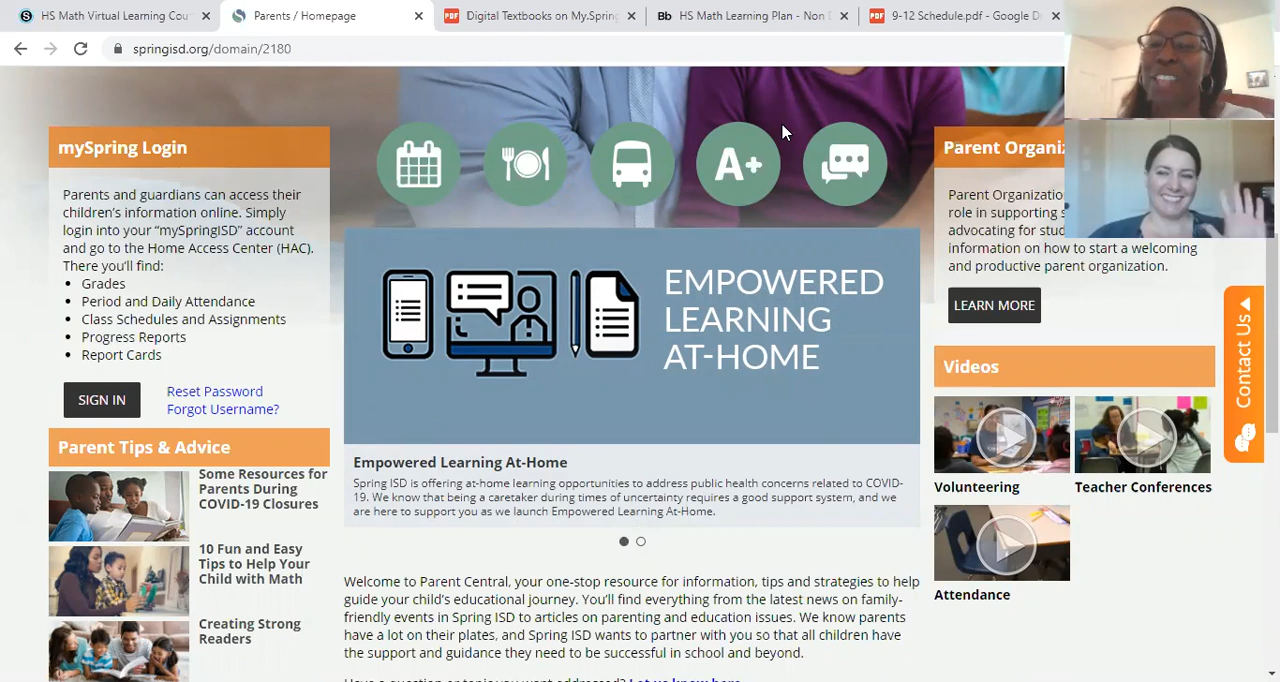 HS Math Virtual Learning Cou
Parents / Homepage
Digital Textbooks on My.Spring
Bb HS Math Learning Plan - Non D
9-12 Schedule.pdf - Google D
springisd.org/domain/2180
mySpring Login
Parents and guardians can access their
children's information online. Simply
login into your “mySpringISD” account
and go to the Home Access Center (HAC).
There you'll find:
Grades
Period and Daily Attendance
Class Schedules and Assignments
Progress Reports
Report Cards
SIGN IN
Reset Password
Forgot Username?
Parent Tips & Advice
Some Resources for
Parents During
COVID-19 Closures
10 Fun and Easy
Tips to Help Your
Child with Math
Creating Strong
Readers
A+
EMPOWERED
LEARNING
AT-HOME
Empowered Learning At-Home
Spring ISD is offering at-home learning opportunities to address public health concerns related to COVID-
19. We know that being a caretaker during times of uncertainty requires a good support system, and we
are here to support you as we launch Empowered Learning At-Home.
Welcome to Parent Central, your one-stop resource for information, tips and strategies to help
guide your child's educational journey. You'll find everything from the latest news on family-
friendly events in Spring ISD to articles on parenting and education issues. We know parents
have a lot on their plates, and Spring ISD wants to partner with you so that all children have
the support and guidance they need to be successful in school and beyond.
Parent Organiz
Parent Organization
role in supporting s
advocating for stud
information on how to start a welcoming
and productive parent organization.
LEARN MORE
Videos
Volunteering
Teacher Conferences
Attendance
Contact Us